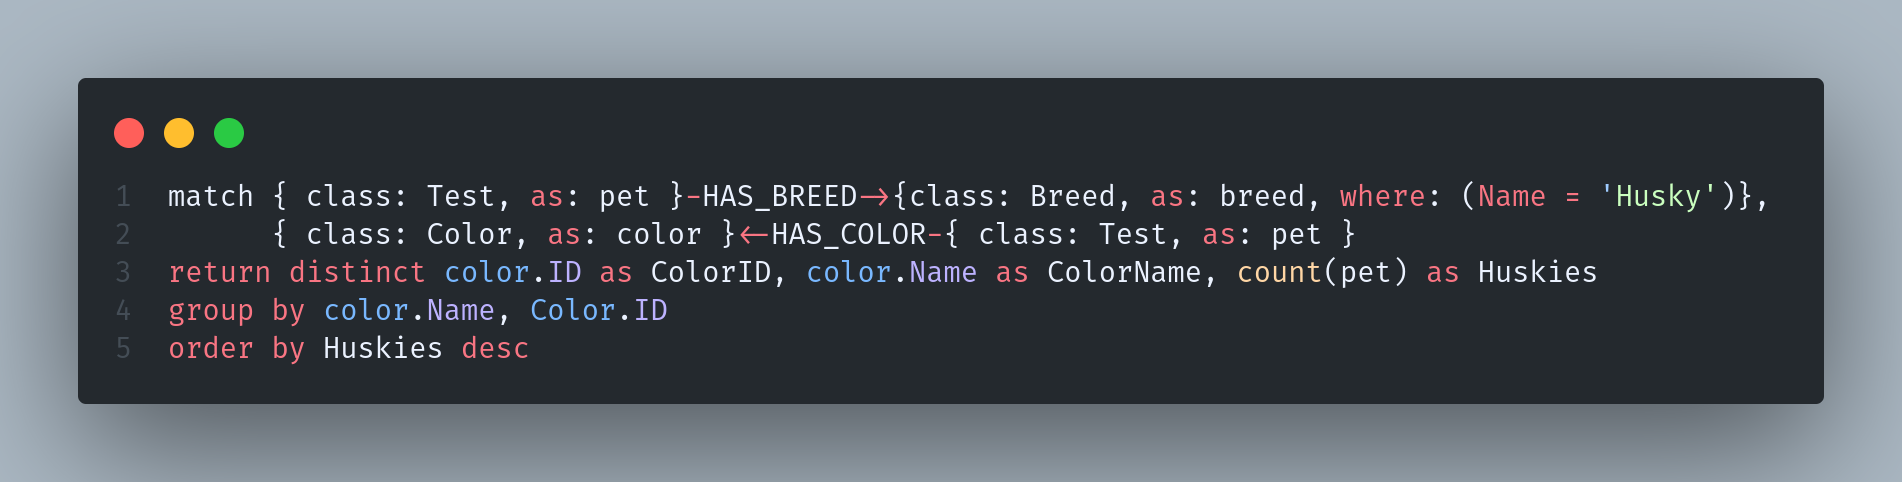 1 match { class: Test, as: pet }-HAS_BREED->{class: Breed, as: breed, where: (Name = 'Husky')},
2 { class: Color, as: color }<-HAS_COLOR-{ class: Test, as: pet }
3 return distinct color.ID as ColorID, color.Name as ColorName, count(pet) as Huskies
4 group by color.Name, Color.ID
5 order by Huskies desc